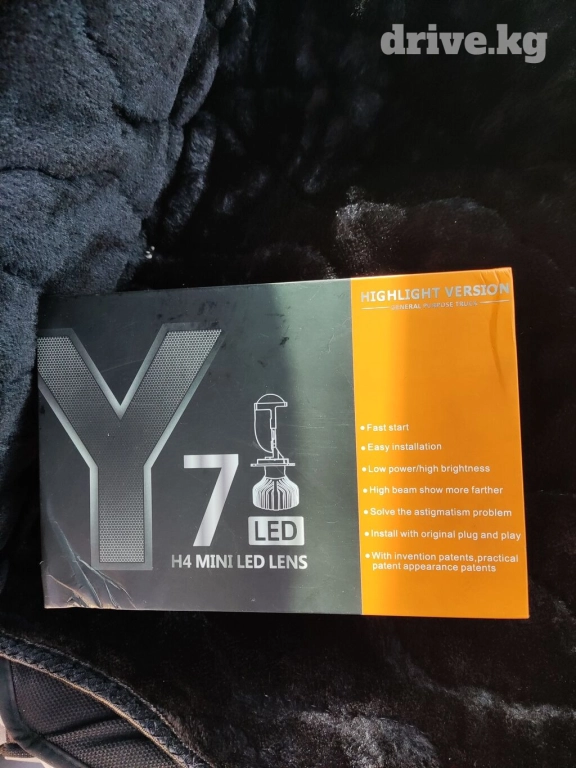 drive.kg
HIGHLIGHT VERSION
GENERAL PURPOSE
Y
7
LED
H4 MINI LED LENS
• Fast start
• Easy installation
• Low power/high brightness
• High beam show more farther
• Solve the astigmatism problem
• Install with original plug and play
• With invention patents,practical
patent appearance patents